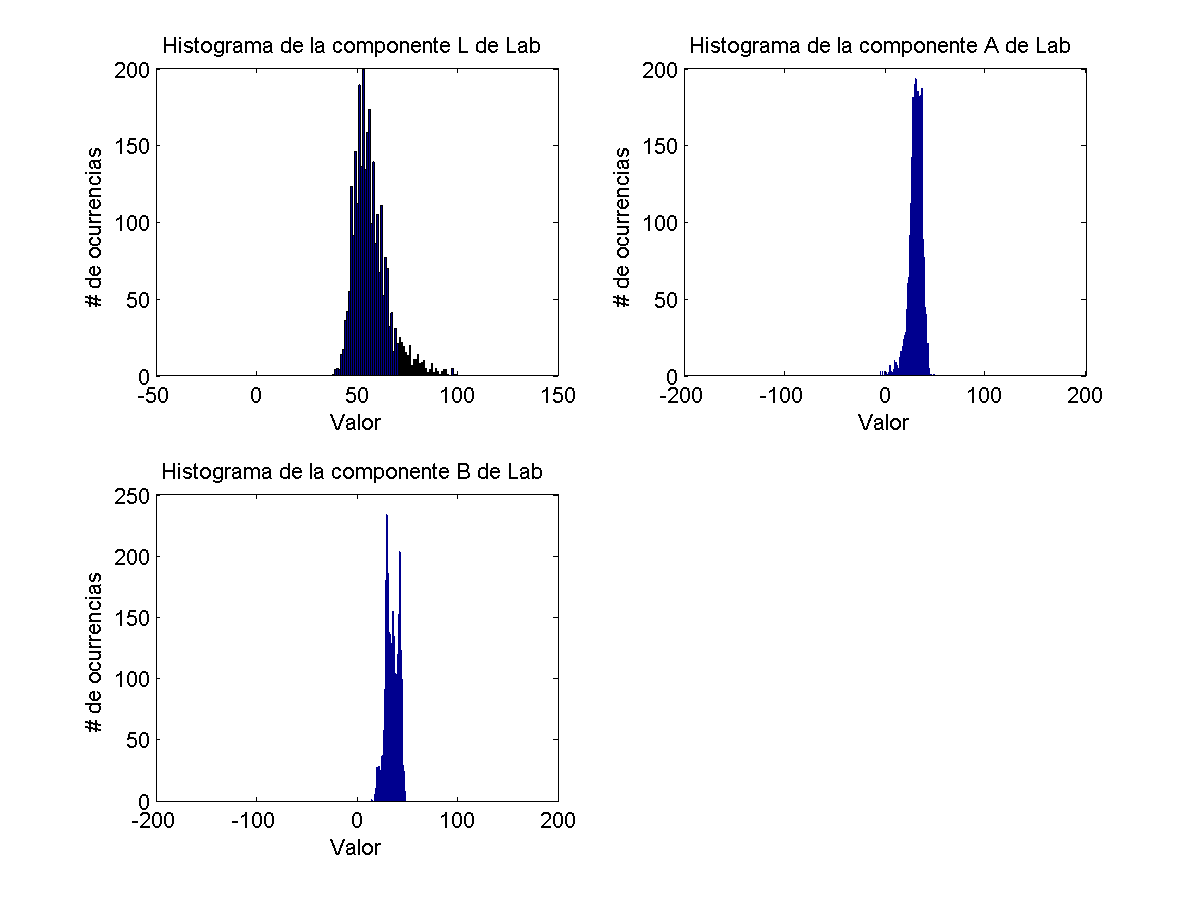 Histograma de la componente L de Lab
200
150
100
50
0
-50 0 50 100 150
# de ocurrencias
Valor
Histograma de la componente A de Lab
200
150
100
50
0
-200 -100 0 100 200
# de ocurrencias
Valor
Histograma de la componente B de Lab
250
200
150
100
50
0
-200 -100 0 100 200
# de ocurrencias
Valor